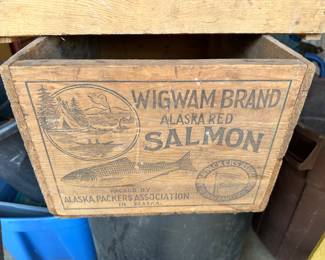 WIGWAM BRAND
ALASKA RED
SALMON
PACKED BY
ALASKA PACKERS ASSOCIATION
IN ALASKA